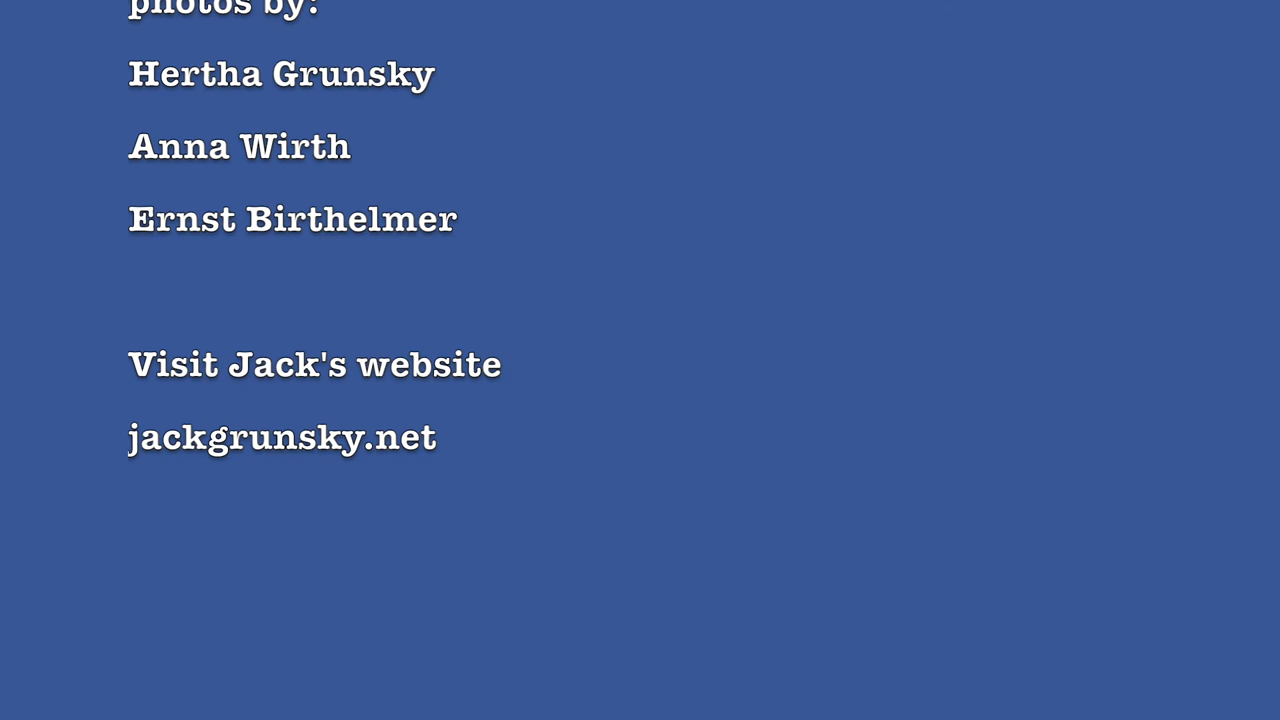 photos by:
Hertha Grunsky
Anna Wirth
Ernst Birthelmer
Visit Jack's website
jackgrunsky.net